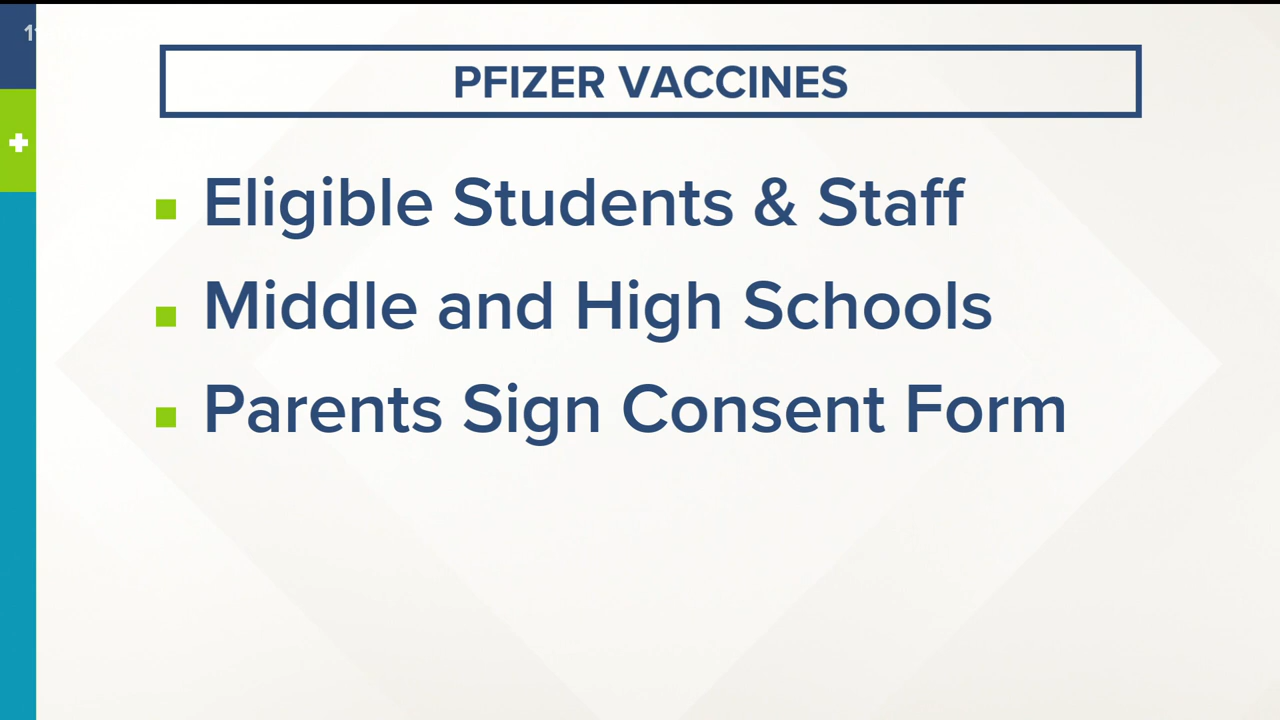 PFIZER VACCINES
Eligible Students & Staff
Middle and High Schools
Parents Sign Consent Form